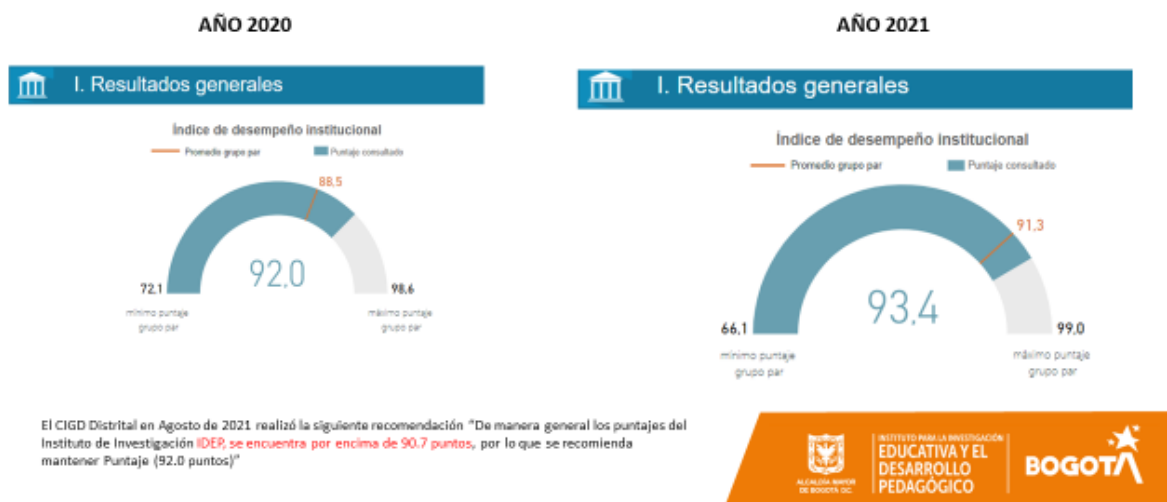 AÑO 2020
I. Resultados generales
Índice de desempeño institucional
Promedio grupo par
Puntaje consultado
88,5
92,0
72,1
98,6
mínimo puntaje
grupo par
máximo puntaje
grupo par
AÑO 2021
I. Resultados generales
Índice de desempeño institucional
Promedio grupo par
Puntaje consultado
91,3
93,4
66,1
99,0
mínimo puntaje
grupo par
máximo puntaje
grupo par
El CIGD Distrital en Agosto de 2021 realizó la siguiente recomendación "De manera general los puntajes del
Instituto de Investigación IDEP, se encuentra por encima de 90.7 puntos, por lo que se recomienda
mantener Puntaje (92.0 puntos)"
ALCALDÍA MAYOR
DE BOGOTÁ D.C.
INSTITUTO PARA LA INVESTIGACIÓN
EDUCATIVA Y EL
DESARROLLO
PEDAGÓGICO
BOGOTÁ